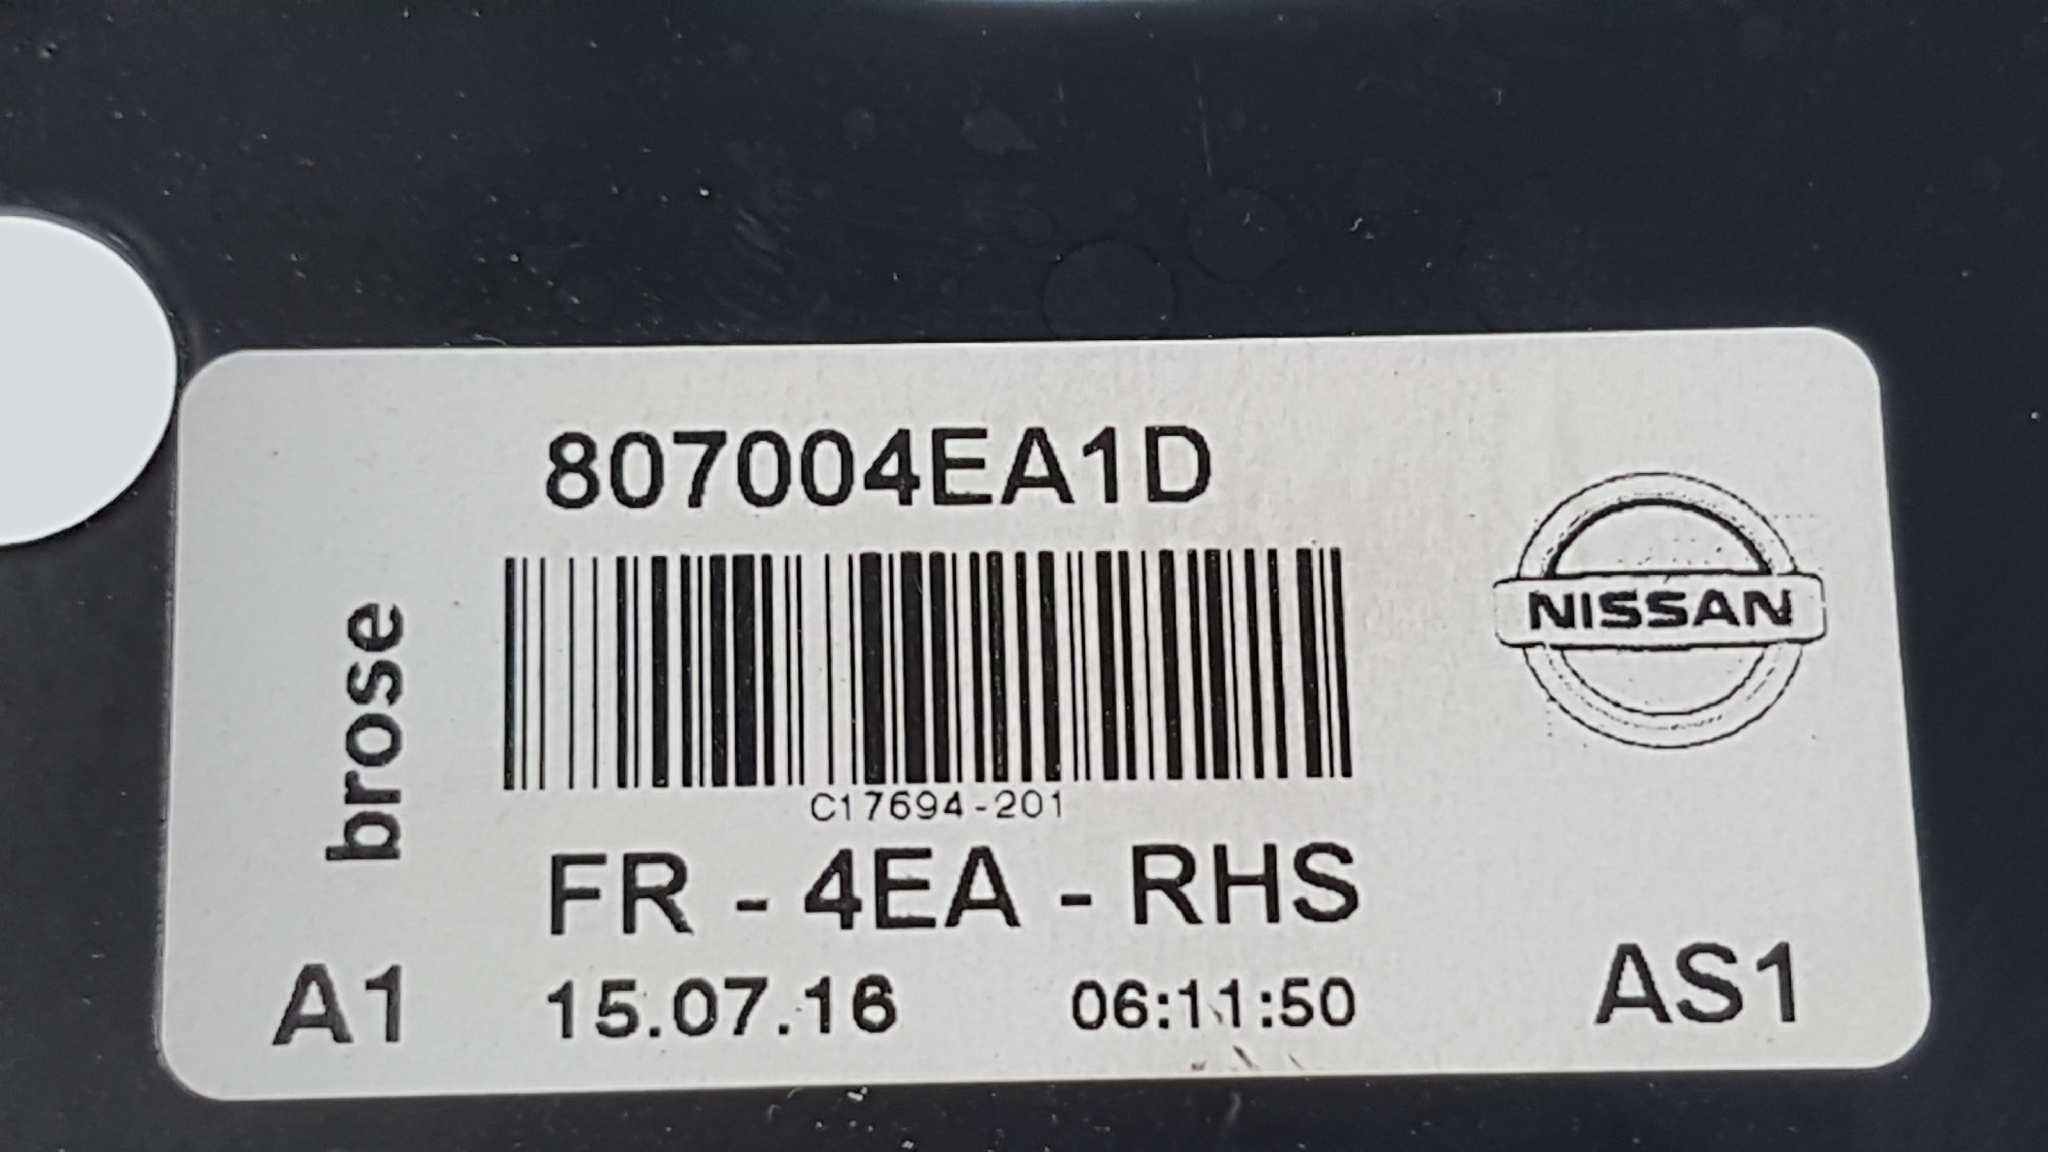 807004EA1D
NISSAN
brose
C17694-201
FR - 4EA - RHS
A1 15.07.16 06:11:50 AS1